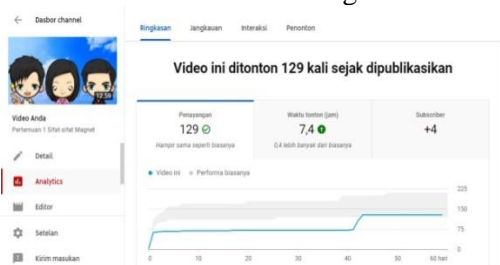 Dasbor channel
12:59
Video Anda
Pertemuan 1 Sifat-sifat Magnet
Detail
Analytics
Editor
Setelan
Kirim masukan
Ringkasan Jangkauan Interaksi Penonton
Video ini ditonton 129 kali sejak dipublikasikan
Penayangan
129
Hampir sama seperti biasanya
Waktu tonton (jam)
7,4
0,4 lebih banyak dari biasanya
Subscriber
+4
Video ini Performa biasanya
225
150
75
0
0 10 20 30 40 50 60 hari